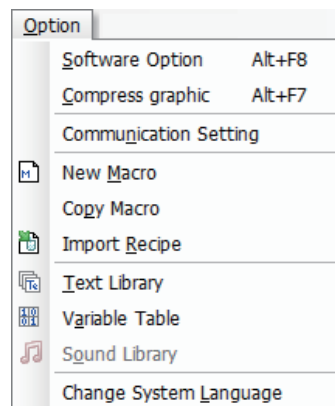 Option
Software Option Alt+F8
Compress graphic Alt+F7
Communication Setting
New Macro
Copy Macro
Import Recipe
Text Library
Variable Table
Sound Library
Change System Language